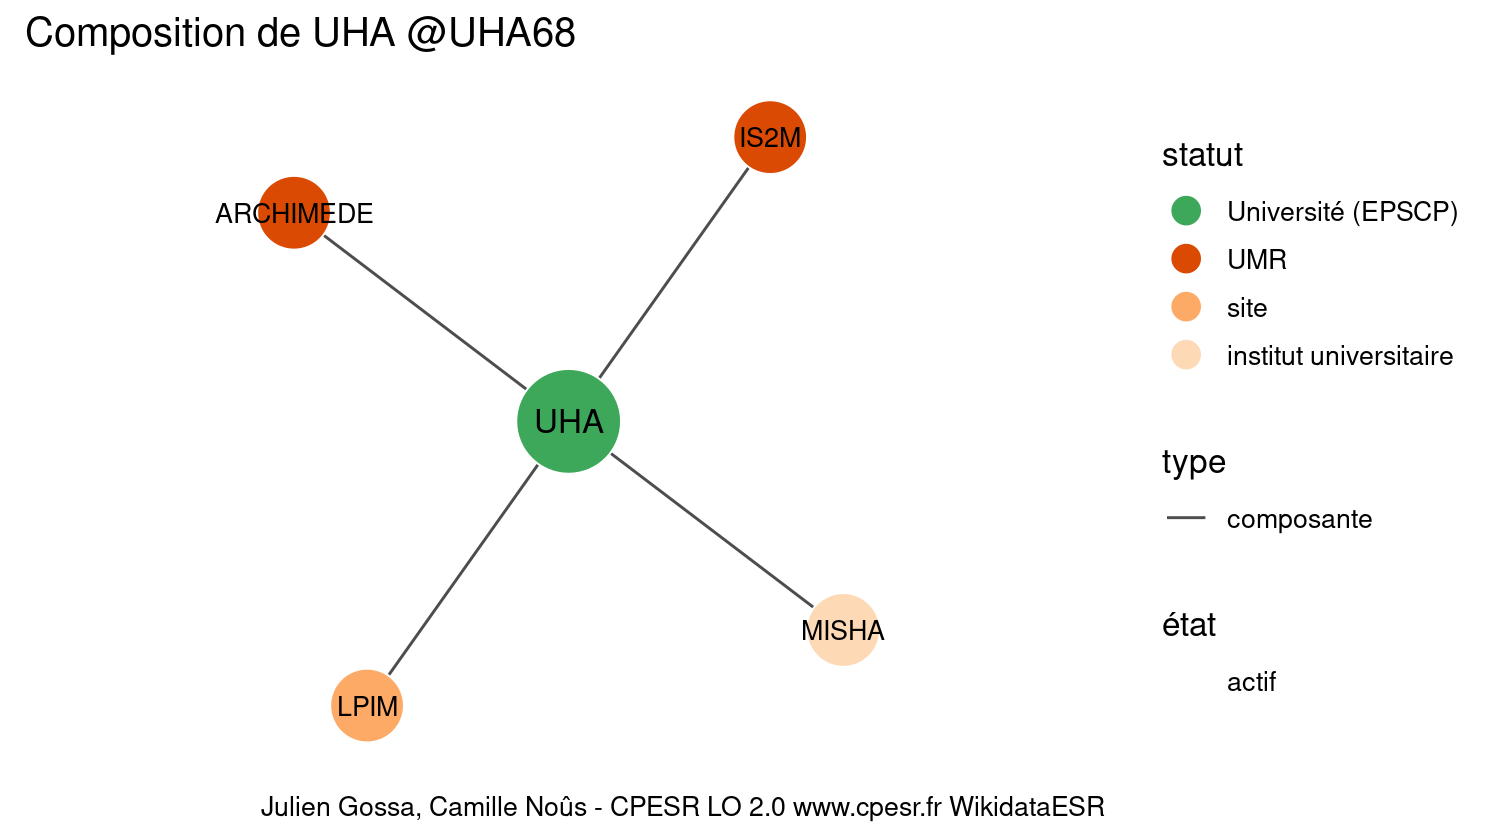 Composition de UHA @UHA68
IS2M
ARCHIMEDE
UHA
MISHA
LPIM
statut
Université (EPSCP)
UMR
site
institut universitaire
type
composante
état
actif
Julien Gossa, Camille Noûs - CPESR LO 2.0 www.cpesr.fr WikidataESR